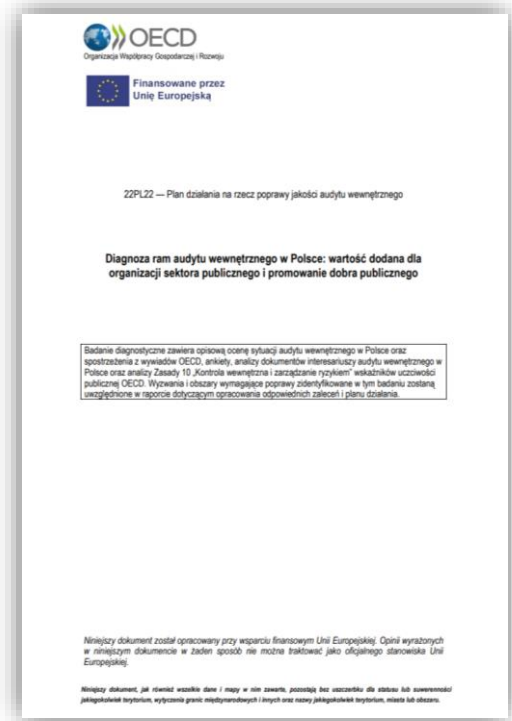 OECD
Organizacja Współpracy Gospodarczej i Rozwoju
Finansowane przez
Unię Europejską
22PL22 — Plan działania na rzecz poprawy jakości audytu wewnętrznego
Diagnoza ram audytu wewnętrznego w Polsce: wartość dodana dla
organizacji sektora publicznego i promowanie dobra publicznego
Badanie diagnostyczne zawiera opisową ocenę sytuacji audytu wewnętrznego w Polsce oraz
spostrzeżenia z wywiadów OECD, ankiety, analizy dokumentów interesariuszy audytu wewnętrznego w
Polsce oraz analizy Zasady 10 „Kontrola wewnętrzna i zarządzanie ryzykiem” wskaźników uczciwości
publicznej OECD. Wyzwania i obszary wymagające poprawy zidentyfikowane w tym badaniu zostaną
uwzględnione w raporcie dotyczącym opracowania odpowiednich zaleceń i planu działania.
Niniejszy dokument został opracowany przy wsparciu finansowym Unii Europejskiej. Opinii wyrażonych
w niniejszym dokumencie w żaden sposób nie można traktować jako oficjalnego stanowiska Unii
Europejskiej.
Niniejszy dokument, jak również wszelkie dane i mapy w nim zawarte, pozostają bez uszczerbku dla statusu lub suwerenności
jakiegokolwiek terytorium, wytyczenia granic międzynarodowych i innych oraz nazwy jakiegokolwiek terytorium, miasta lub obszaru.